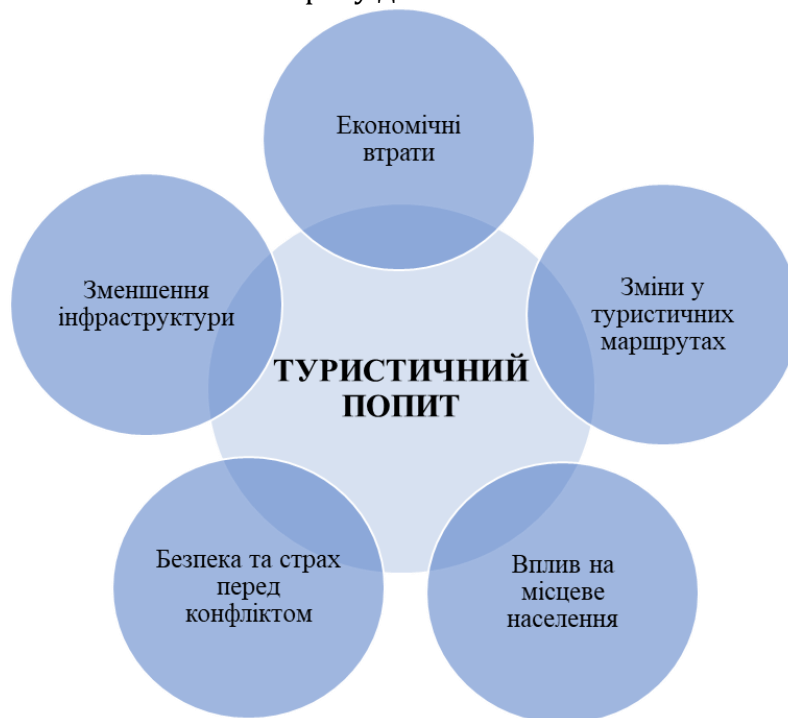 Економічні
втрати
Зміни у
туристичних
маршрутах
Вплив на
місцеве
населення
Безпека та страх
перед
конфліктом
Зменшення
інфраструктури
ТУРИСТИЧНИЙ
ПОПИТ